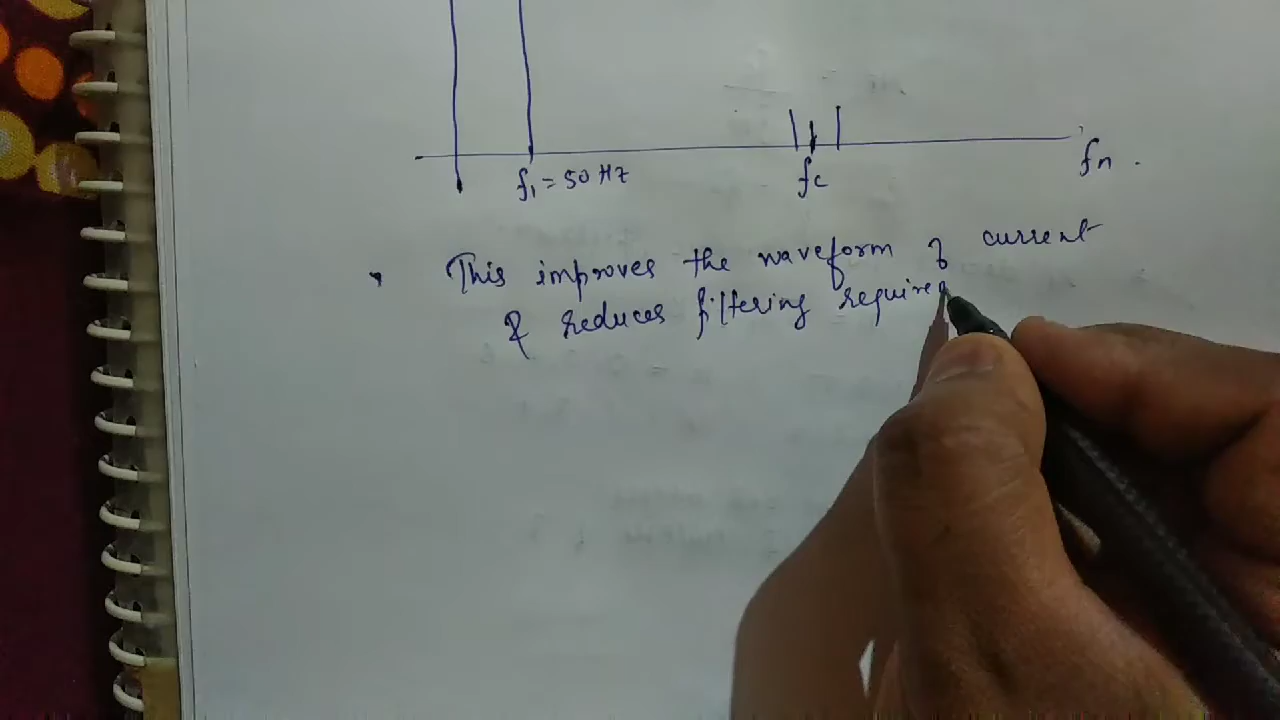 f₁ = 50 Hz
fc
fn .
This improves the waveform of current
& reduces filtering require